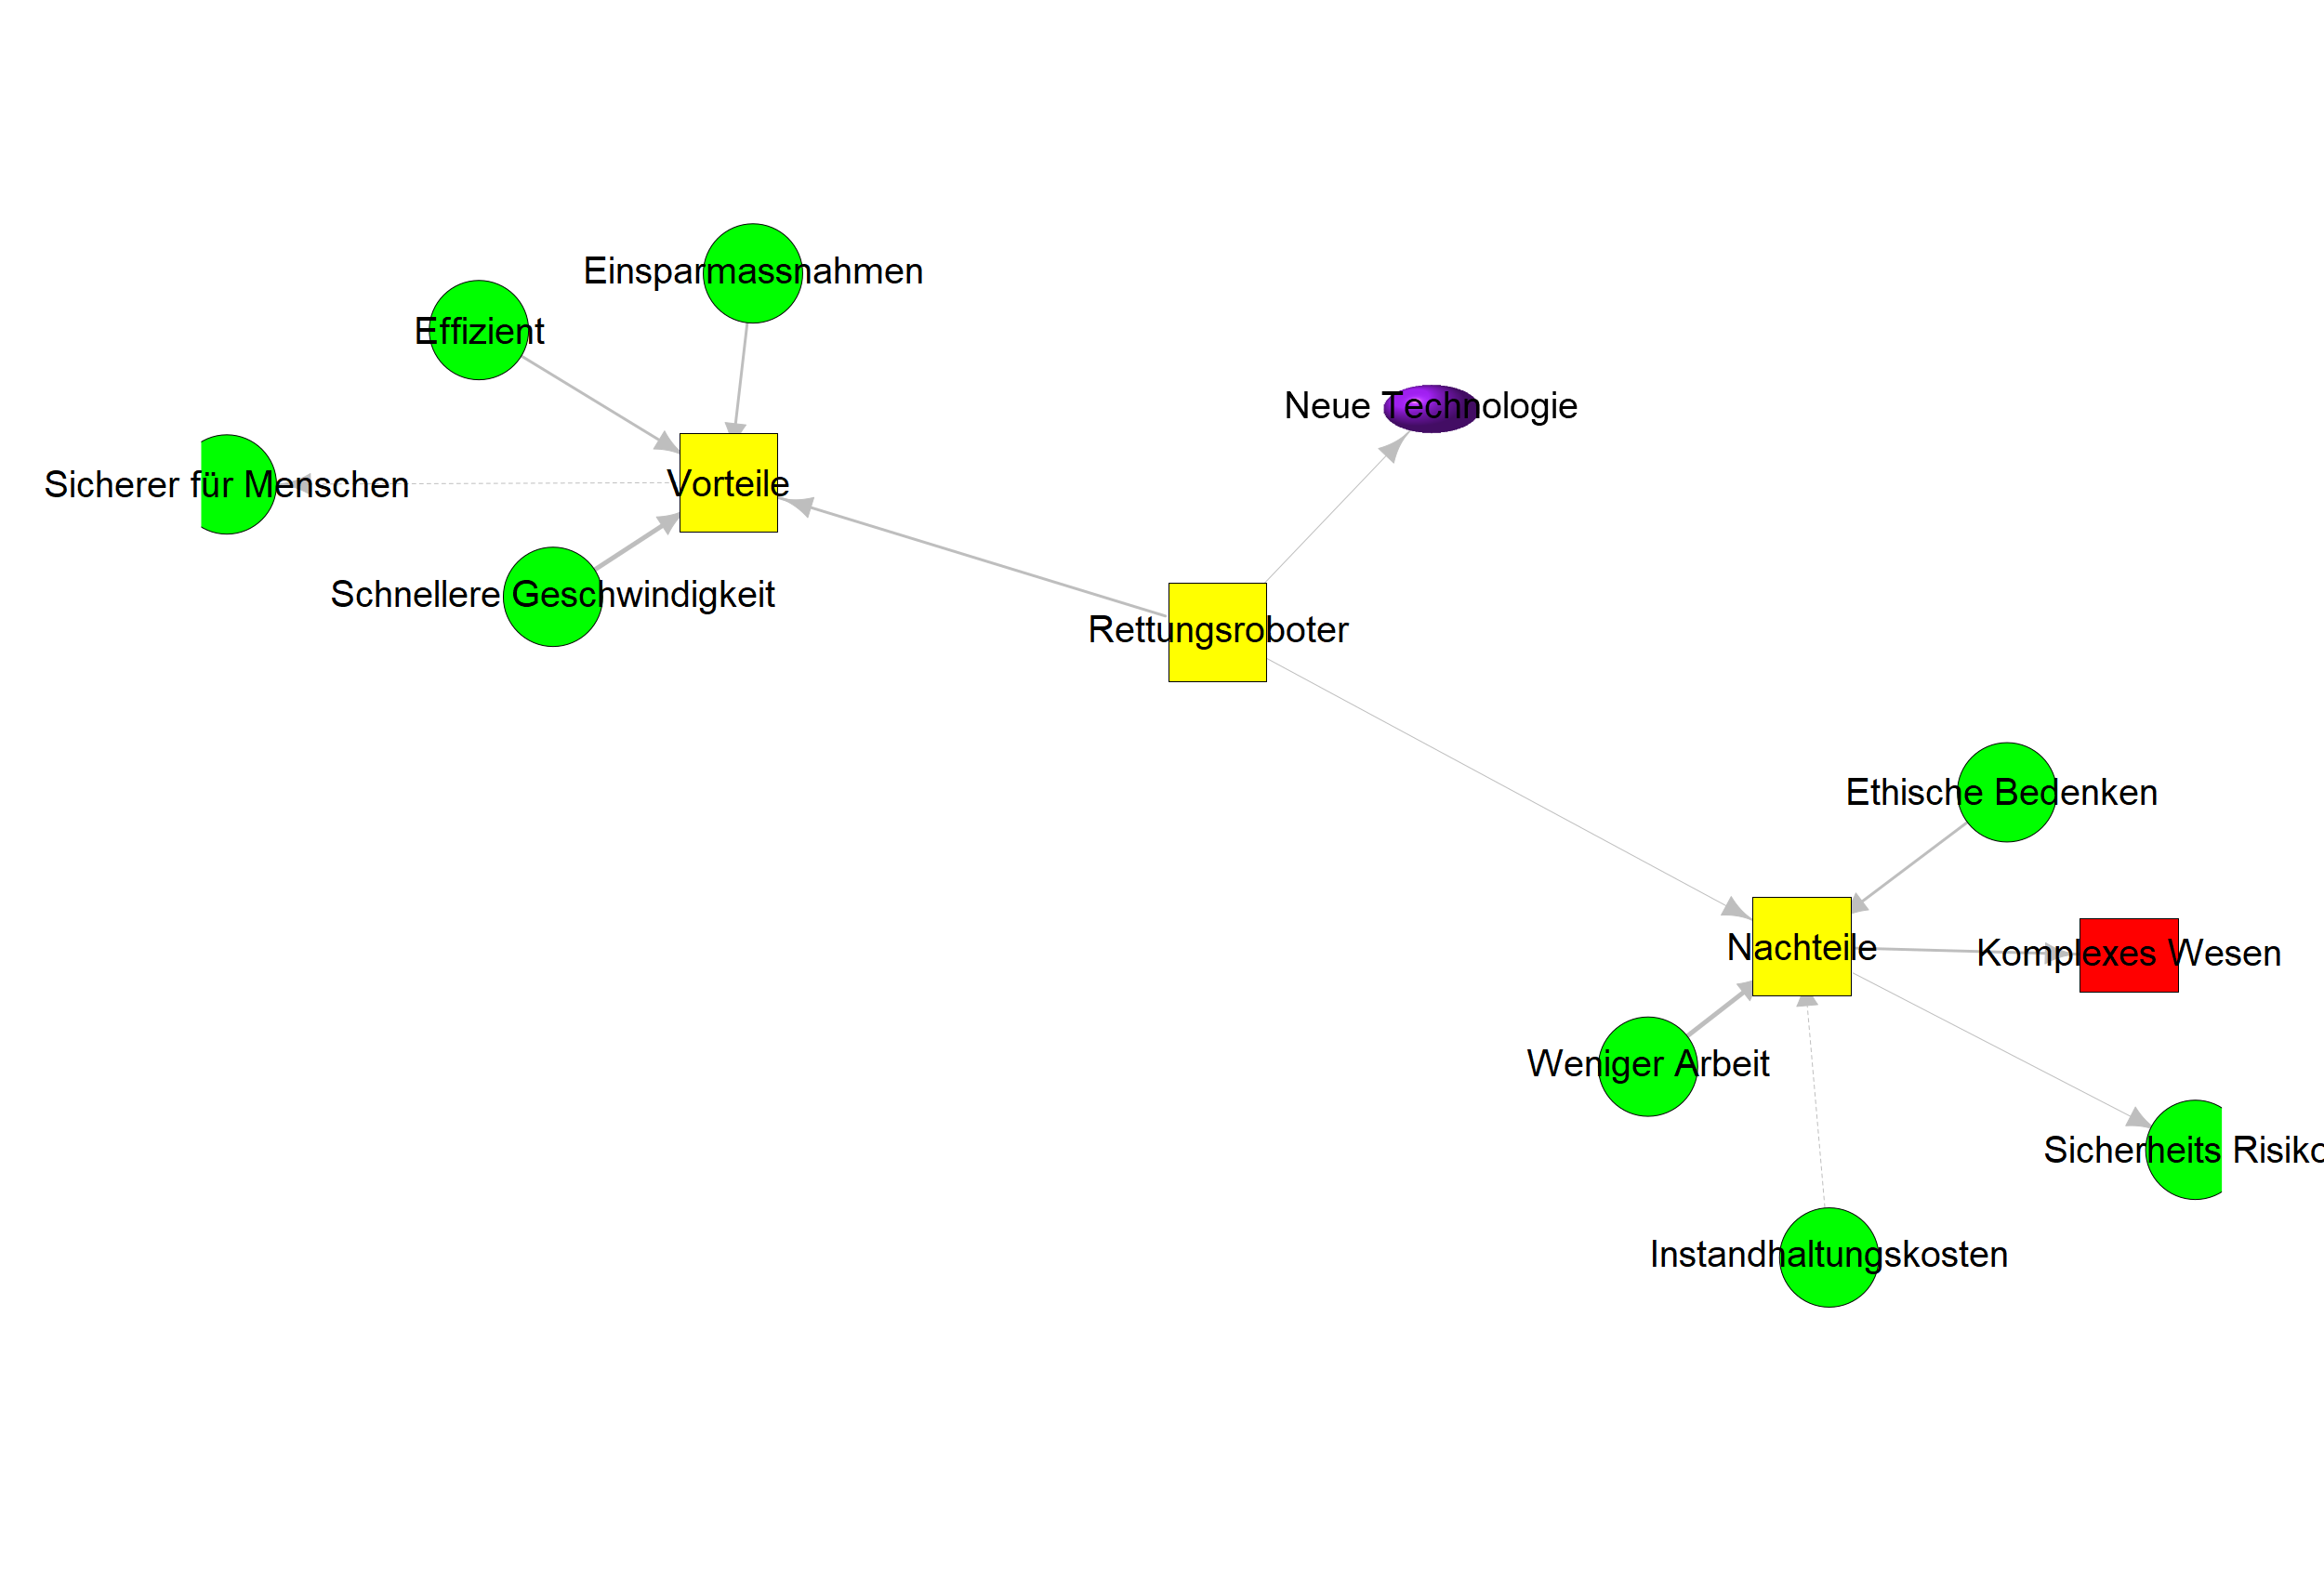 Einsparmassnahmen
Effizient
Neue Technologie
Sicherer für Menschen
Vorteile
Schnellere Geschwindigkeit
Rettungsroboter
Ethische Bedenken
Nachteile
Komplexes Wesen
Weniger Arbeit
Sicherheits Risiko
Instandhaltungskosten